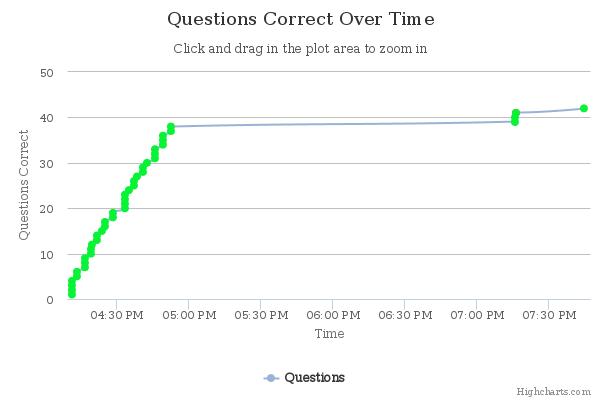 Questions Correct Over Time
Click and drag in the plot area to zoom in
Questions Correct
50
40
30
20
10
0
04:30 PM 05:00 PM 05:30 PM 06:00 PM 06:30 PM 07:00 PM 07:30 PM
Time
Questions
Highcharts.com